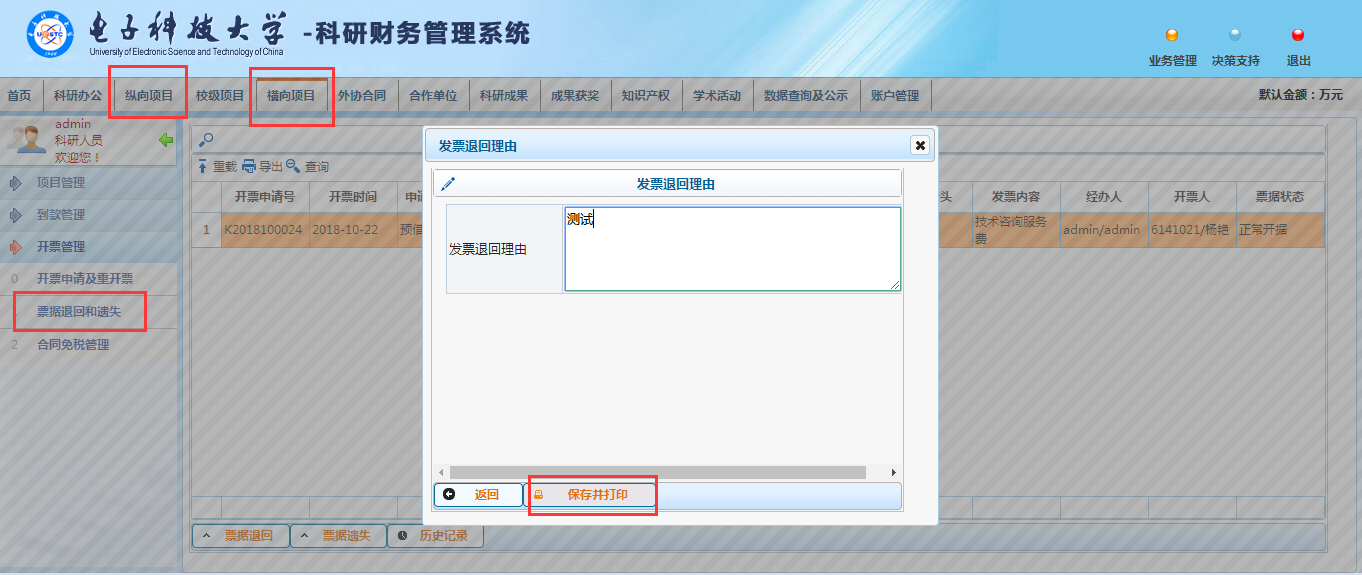 电子科技大学 -科研财务管理系统
University of Electronic Science and Technology of China
业务管理 决策支持 退出
首页 科研办公 纵向项目 校级项目 横向项目 外协合同 合作单位 科研成果 成果获奖 知识产权 学术活动 数据查询及公示 账户管理 默认金额：万元
admin
科研人员
欢迎您！
项目管理
到款管理
开票管理
0 开票申请及重开票
票据退回和遗失
2 合同免税管理
重载 导出 查询
开票申请号 开票时间 申请 头 发票内容 经办人 开票人 票据状态
1 K2018100024 2018-10-22 预借 技术咨询服务费 admin/admin 6141021/杨艳 正常开据
发票退回理由
发票退回理由
发票退回理由 测试
返回 保存并打印
票据退回 票据遗失 历史记录